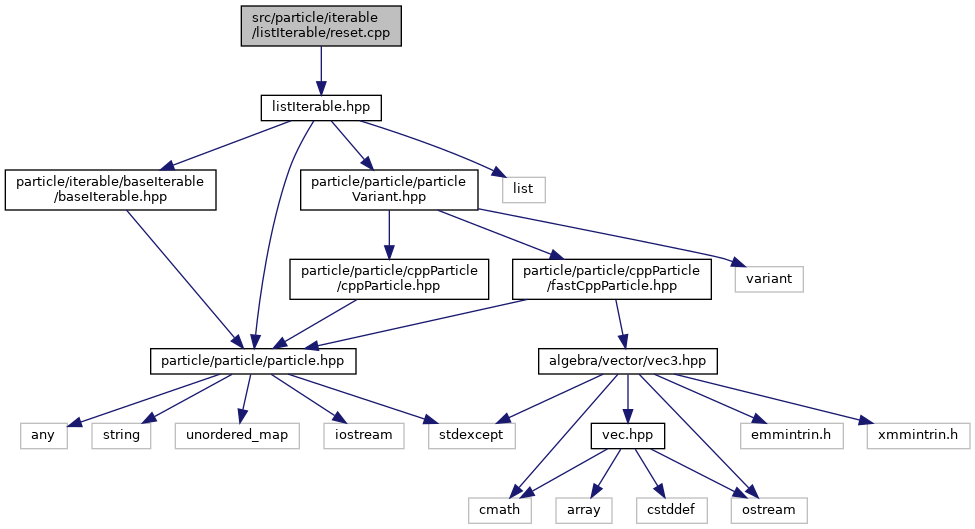 src/particle/iterable
/listIterable/reset.cpp
listIterable.hpp
particle/iterable/baseIterable
/baseIterable.hpp
particle/particle/particle
Variant.hpp
list
particle/particle/cppParticle
/cppParticle.hpp
particle/particle/cppParticle
/fastCppParticle.hpp
variant
particle/particle/particle.hpp
algebra/vector/vec3.hpp
any
string
unordered_map
iostream
stdexcept
vec.hpp
emmintrin.h
xmmintrin.h
cmath
array
cstddef
ostream